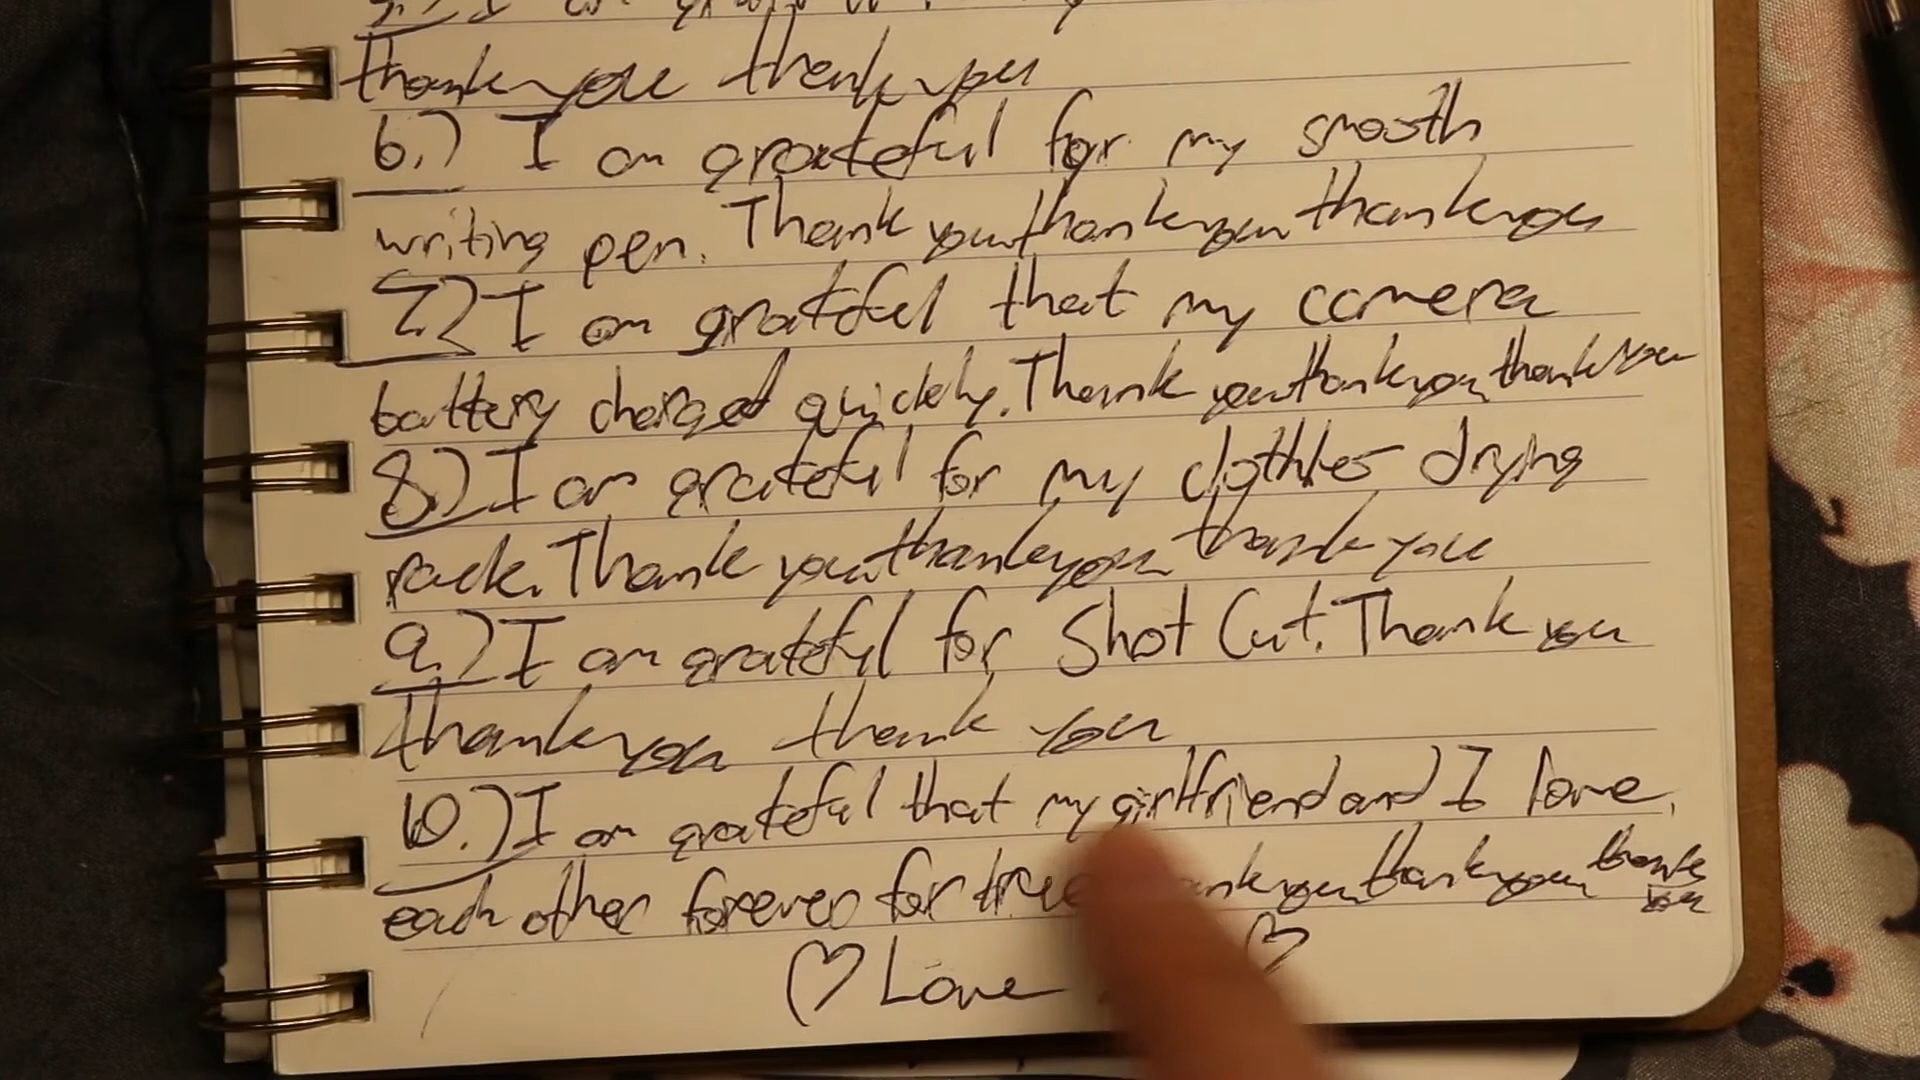 thank you thank you
6.) I am grateful for my smooth
writing pen. Thank you thank you thank you
7.) I am grateful that my camera
battery charged quickly. Thank you thank you thank you
8.) I am grateful for my clothes drying
rack. Thank you thank you thank you
9.) I am grateful for Shot Cut. Thank you
thank you thank you
10.) I am grateful that my girlfriend and I love
each other forever for true thank you thank you
♡ Love ♡